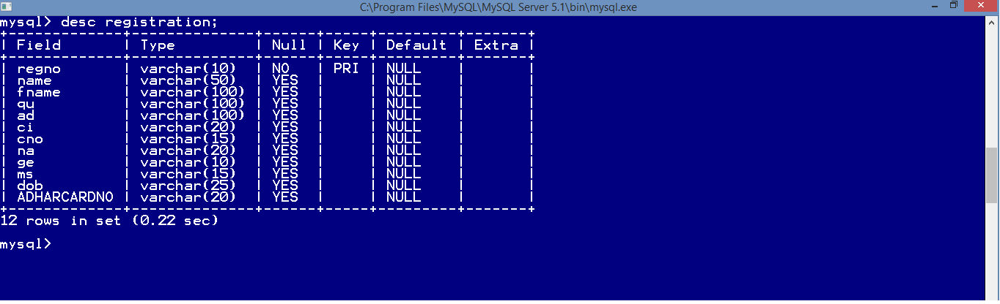 C:\Program Files\MySQL\MySQL Server 5.1\bin\mysql.exe
mysql> desc registration;
+-------------+--------------+------+-----+---------+-------+
| Field       | Type         | Null | Key | Default | Extra |
+-------------+--------------+------+-----+---------+-------+
| regno       | varchar(10)  | NO   | PRI | NULL    |       |
| name        | varchar(50)  | YES  |     | NULL    |       |
| fname       | varchar(100) | YES  |     | NULL    |       |
| qu          | varchar(100) | YES  |     | NULL    |       |
| ad          | varchar(100) | YES  |     | NULL    |       |
| ci          | varchar(20)  | YES  |     | NULL    |       |
| cno         | varchar(15)  | YES  |     | NULL    |       |
| na          | varchar(20)  | YES  |     | NULL    |       |
| ge          | varchar(10)  | YES  |     | NULL    |       |
| ms          | varchar(15)  | YES  |     | NULL    |       |
| dob         | varchar(25)  | YES  |     | NULL    |       |
| ADHARCARDNO | varchar(20)  | YES  |     | NULL    |       |
+-------------+--------------+------+-----+---------+-------+
12 rows in set (0.22 sec)
mysql>